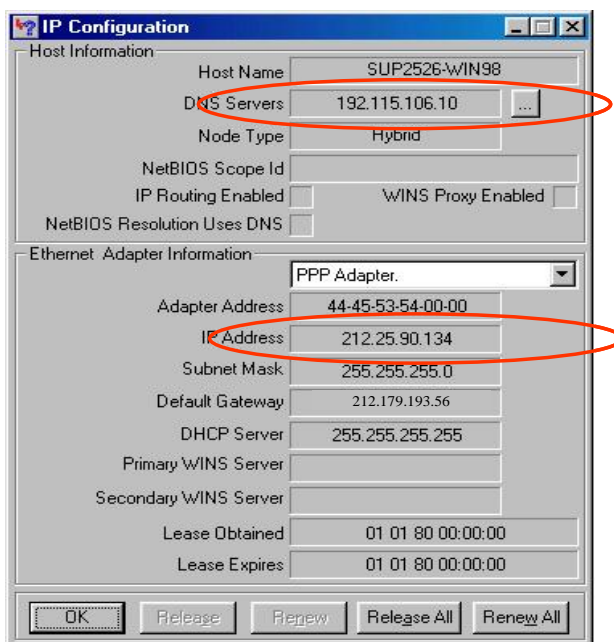 IP Configuration
Host Information
Host Name SUP2526-WIN98
DNS Servers 192.115.106.10 ...
Node Type Hybrid
NetBIOS Scope Id
IP Routing Enabled WINS Proxy Enabled
NetBIOS Resolution Uses DNS
Ethernet Adapter Information
PPP Adapter.
Adapter Address 44-45-53-54-00-00
IP Address 212.25.90.134
Subnet Mask 255.255.255.0
Default Gateway 212.179.193.56
DHCP Server 255.255.255.255
Primary WINS Server
Secondary WINS Server
Lease Obtained 01 01 80 00:00:00
Lease Expires 01 01 80 00:00:00
OK Release Renew Release All Renew All